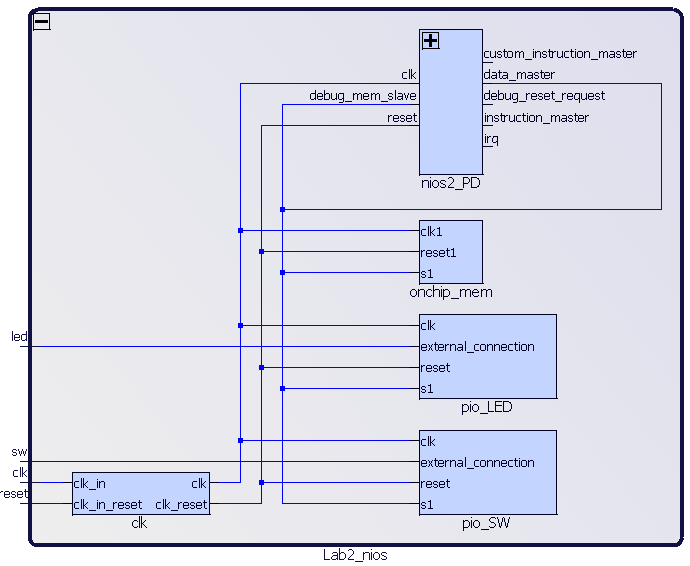 custom_instruction_master
clk
data_master
debug_mem_slave
debug_reset_request
reset
instruction_master
irq
nios2_PD
clk1
reset1
s1
onchip_mem
clk
led
external_connection
reset
s1
pio_LED
clk
sw
external_connection
clk
clk_in
clk
reset
reset
clk_in_reset
clk_reset
s1
clk
pio_SW
Lab2_nios